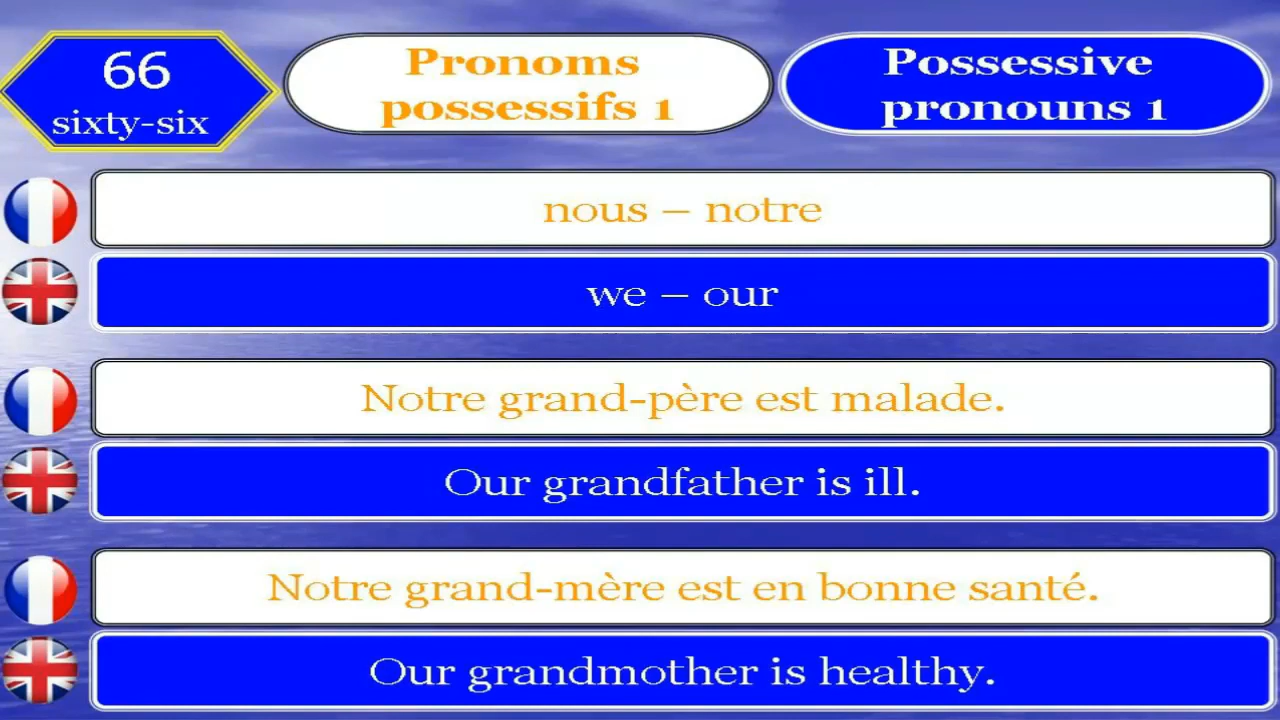 66
sixty-six
Pronoms
possessifs 1
Possessive
pronouns 1
nous – notre
we – our
Notre grand-père est malade.
Our grandfather is ill.
Notre grand-mère est en bonne santé.
Our grandmother is healthy.